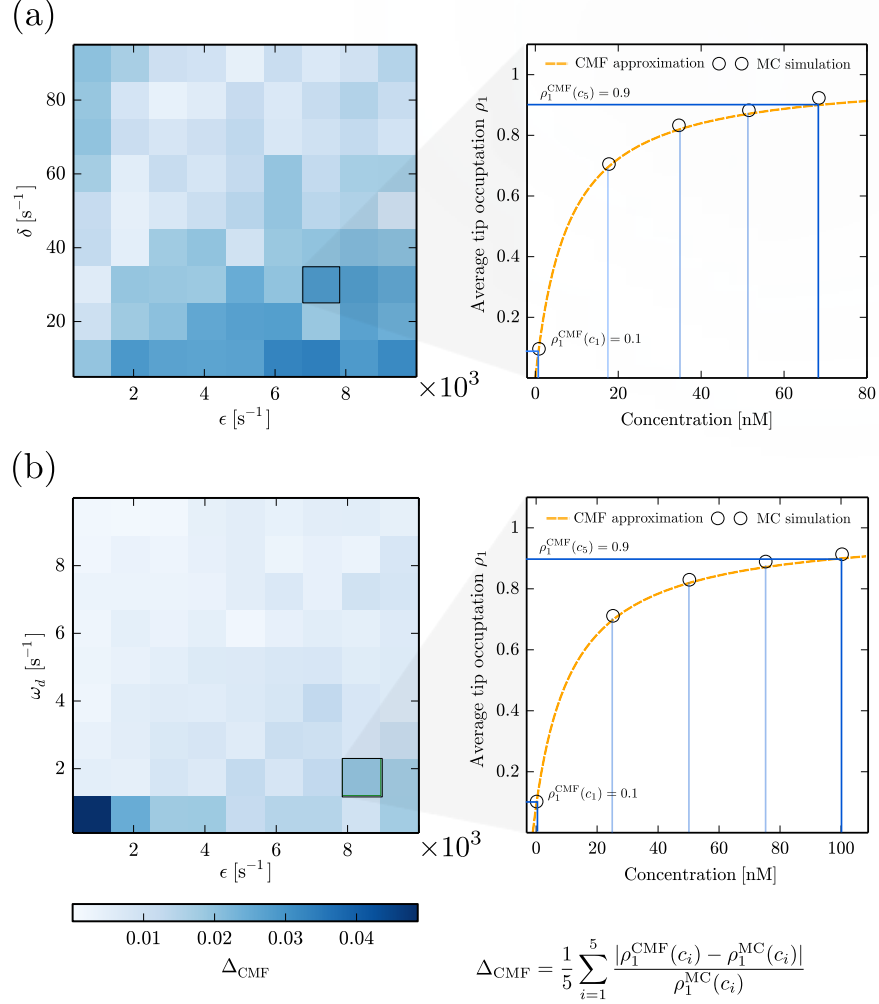 (a)
80
60
40
20
δ [s⁻¹]
2 4 6 8
×10³
ϵ [s⁻¹]
CMF approximation MC simulation
ρ₁^CMF(c₅) = 0.9
ρ₁^CMF(c₁) = 0.1
1
0.8
0.6
0.4
0.2
Average tip occuptation ρ₁
0 20 40 60 80
Concentration [nM]
(b)
8
6
4
2
ω_d [s⁻¹]
2 4 6 8
×10³
ϵ [s⁻¹]
CMF approximation MC simulation
ρ₁^CMF(c₅) = 0.9
ρ₁^CMF(c₁) = 0.1
1
0.8
0.6
0.4
0.2
Average tip occuptation ρ₁
0 20 40 60 80 100
Concentration [nM]
0.01 0.02 0.03 0.04
Δ_CMF
Δ_CMF = 1/5 ∑_{i=1}^{5} |ρ₁^CMF(c_i) − ρ₁^MC(c_i)| / ρ₁^MC(c_i)